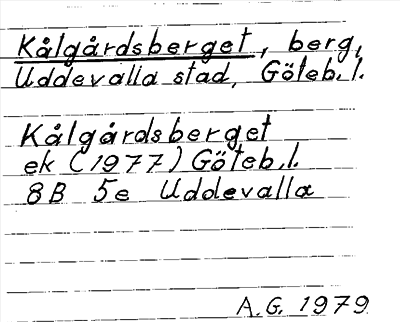 Kålgårdsberget, berg,
Uddevalla stad, Göteb. l.
Kålgårdsberget
ek (1977) Göteb. l.
8B 5e Uddevalla
A.G. 1979